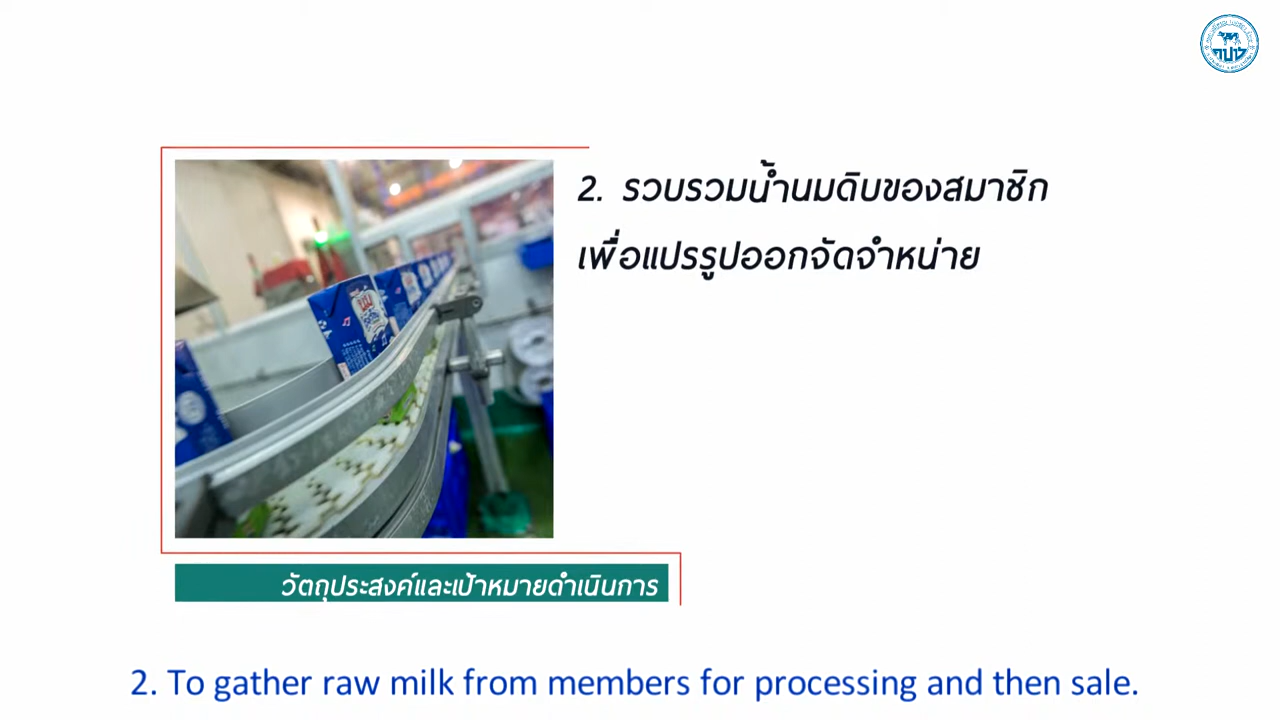 2. รวบรวมน้ำนมดิบของสมาชิก
เพื่อแปรรูปออกจัดจำหน่าย
วัตถุประสงค์และเป้าหมายดำเนินการ
2. To gather raw milk from members for processing and then sale.